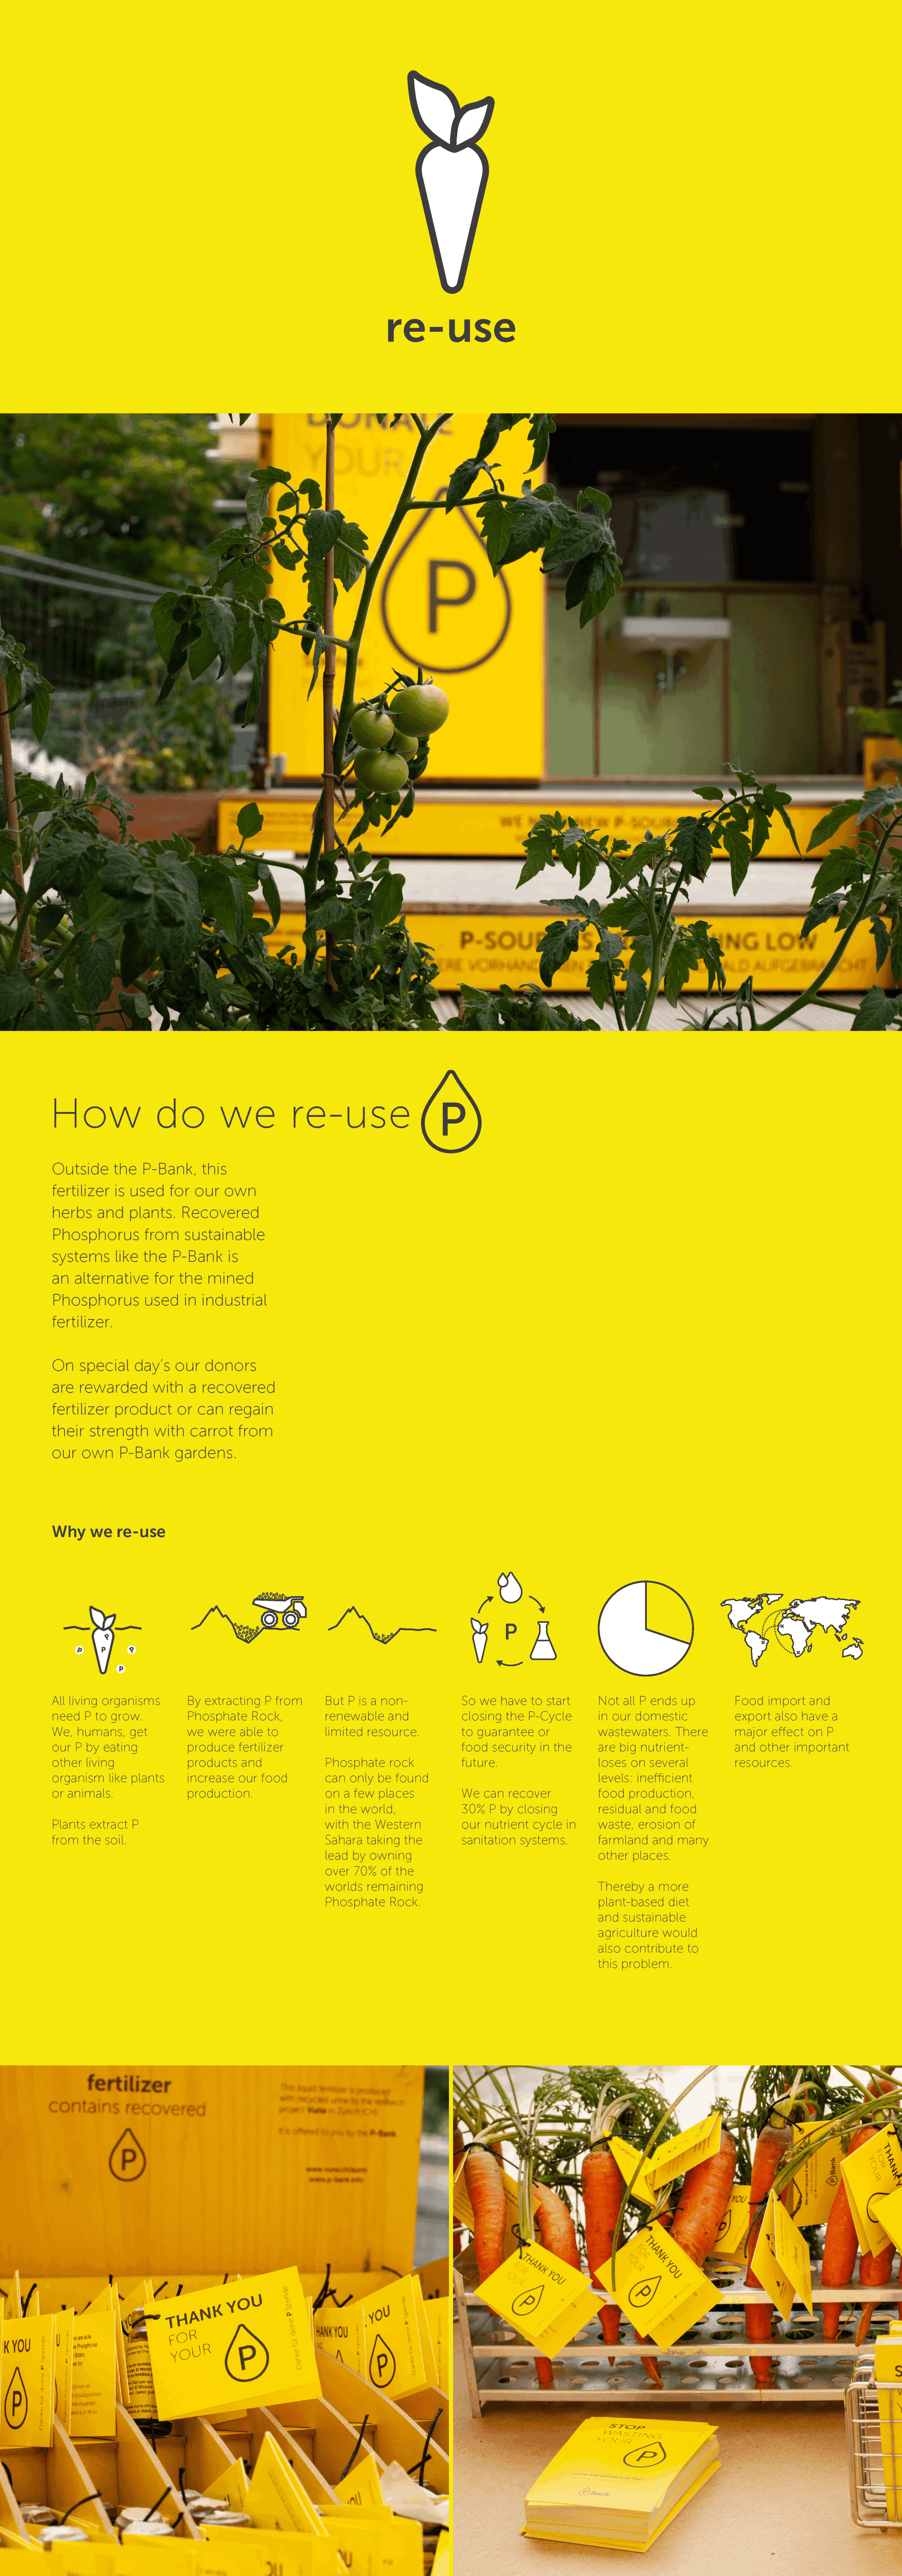 re-use
DONATE
YOUR
P
P-SOUR
NG LOW
How do we re-use P
Outside the P-Bank, this
fertilizer is used for our own
herbs and plants. Recovered
Phosphorus from sustainable
systems like the P-Bank is
an alternative for the mined
Phosphorus used in industrial
fertilizer.
On special day's our donors
are rewarded with a recovered
fertilizer product or can regain
their strength with carrot from
our own P-Bank gardens.
Why we re-use
P
P
P
P
P
P
All living organisms
need P to grow.
We, humans, get
our P by eating
other living
organism like plants
or animals.
Plants extract P
from the soil.
By extracting P from
Phosphate Rock,
we were able to
produce fertilizer
products and
increase our food
production.
But P is a non-
renewable and
limited resource.
Phosphate rock
can only be found
on a few places
in the world,
with the Western
Sahara taking the
lead by owning
over 70% of the
worlds remaining
Phosphate Rock.
So we have to start
closing the P-Cycle
to guarantee or
food security in the
future.
We can recover
30% P by closing
our nutrient cycle in
sanitation systems.
Not all P ends up
in our domestic
wastewaters. There
are big nutrient-
loses on several
levels: inefficient
food production,
residual and food
waste, erosion of
farmland and many
other places.
Thereby a more
plant-based diet
and sustainable
agriculture would
also contribute to
this problem.
Food import and
export also have a
major effect on P
and other important
resources.
fertilizer
contains recovered
P
This liquid fertilizer is produced
with recycled urine by the research
project Vuna in Zürich (CH).
It is offered to you by the P-Bank
www.vuna.ch/aurin
www.p-bank.info
THANK YOU
FOR
YOUR
P
Danke für deine P-Spende
K YOU
P
HANK YOU
YOU
P
THANK YOU
FOR
YOUR
P
THANK YOU
FOR
YOUR
P
YOU
P Bank
THANK
FOR
YOUR
STOP
WASTING
YOUR
P
P Bank